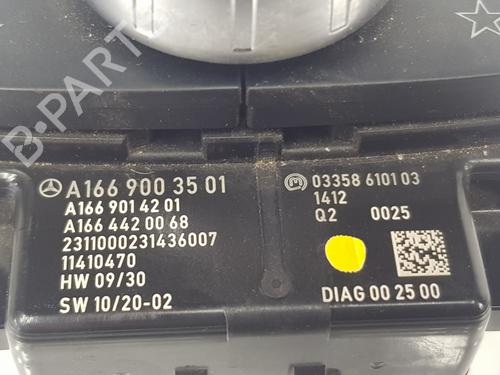 B-PARTS
A166 900 35 01
A166 901 42 01
A166 442 00 68
2311000231436007
11410470
HW 09/30
SW 10/20-02
03358 6101 03
1412
Q2 0025
DIAG 00 25 00